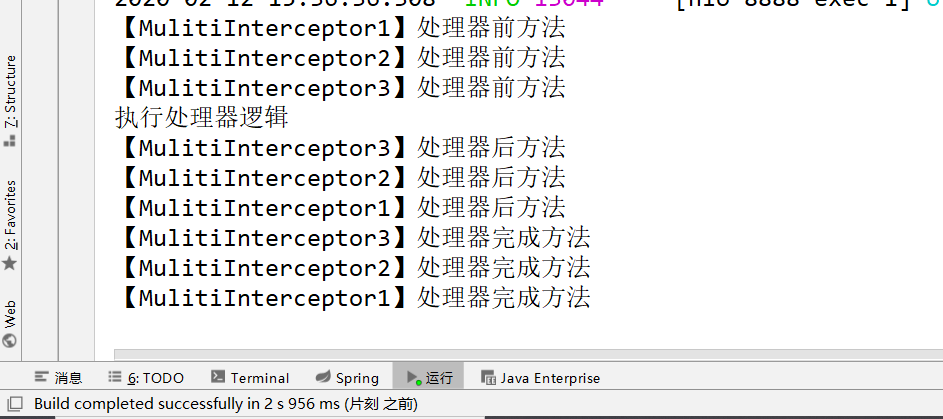 【MulitiInterceptor1】处理器前方法
【MulitiInterceptor2】处理器前方法
【MulitiInterceptor3】处理器前方法
执行处理器逻辑
【MulitiInterceptor3】处理器后方法
【MulitiInterceptor2】处理器后方法
【MulitiInterceptor1】处理器后方法
【MulitiInterceptor3】处理器完成方法
【MulitiInterceptor2】处理器完成方法
【MulitiInterceptor1】处理器完成方法
7: Structure
2: Favorites
Web
消息 6: TODO Terminal Spring 运行 Java Enterprise
Build completed successfully in 2 s 956 ms (片刻 之前)